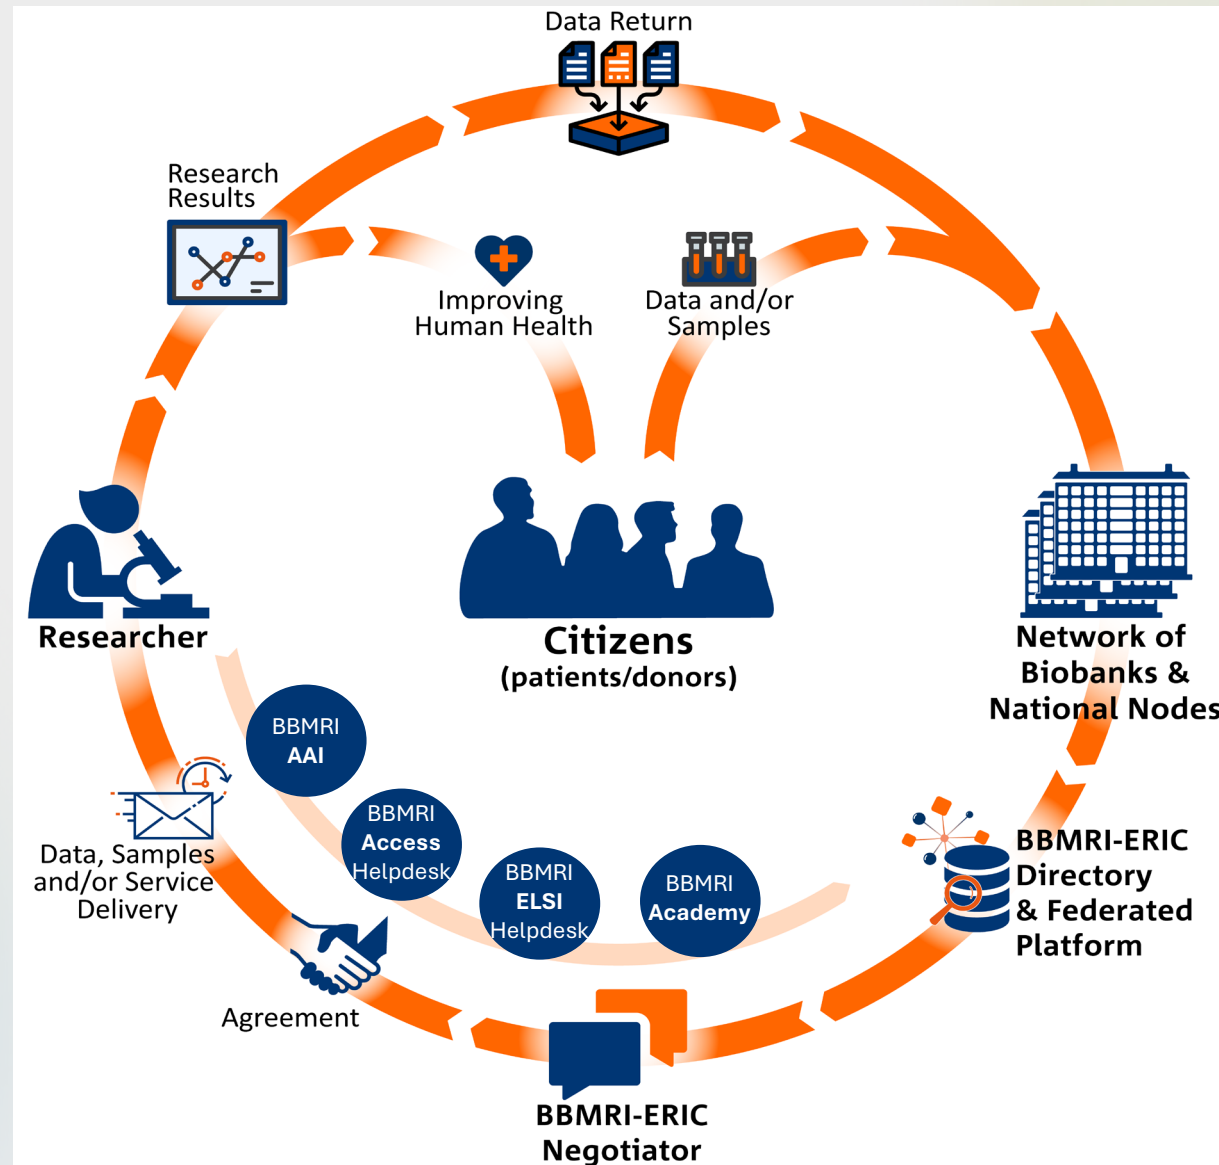 Data Return
Research
Results
Improving
Human Health
Data and/or
Samples
Researcher
Citizens
(patients/donors)
Network of
Biobanks &
National Nodes
BBMRI
AAI
BBMRI
Access
Helpdesk
BBMRI
ELSI
Helpdesk
BBMRI
Academy
Data, Samples
and/or Service
Delivery
BBMRI-ERIC
Directory
& Federated
Platform
Agreement
BBMRI-ERIC
Negotiator